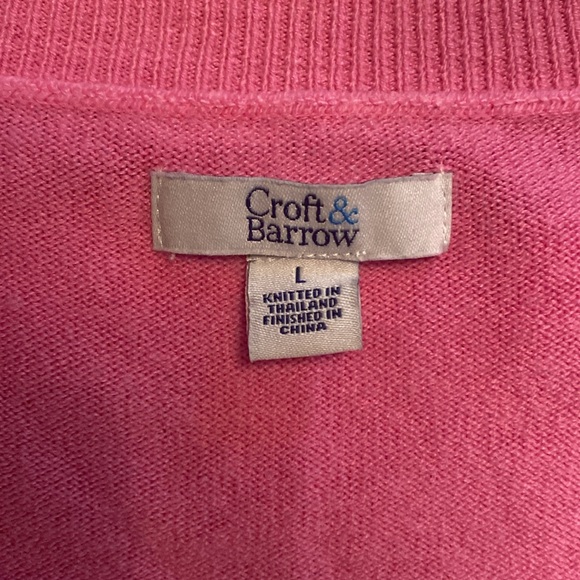 Croft&
Barrow
L
KNITTED IN
THAILAND
FINISHED IN
CHINA